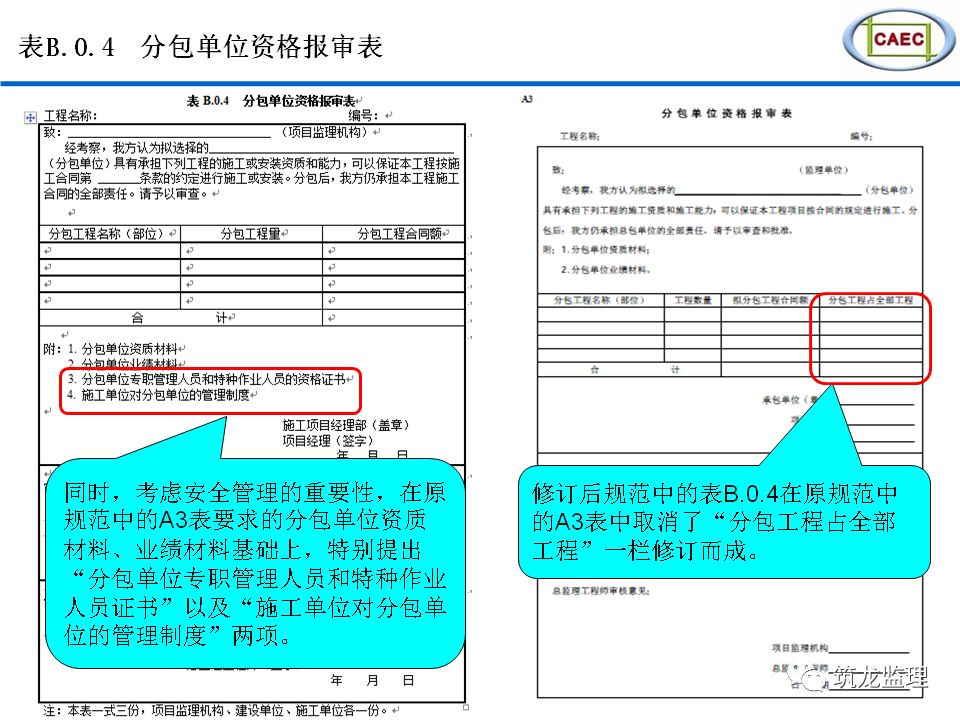 表B.0.4 分包单位资格报审表
CAEC
表 B.0.4 分包单位资格报审表
工程名称： 编号：
致：（项目监理机构）
经考察，我方认为拟选择的
（分包单位）具有承担下列工程的施工或安装资质和能力，可以保证本工程按施
工合同第 条款的约定进行施工或安装。分包后，我方仍承担本工程施工
合同的全部责任。请予以审查。
分包工程名称（部位） 分包工程量 分包工程合同额
合 计
附：1. 分包单位资质材料
2. 分包单位业绩材料
3. 分包单位专职管理人员和特种作业人员的资格证书
4. 施工单位对分包单位的管理制度
施工项目经理部（盖章）
项目经理（签字）
年 月 日
同时，考虑安全管理的重要性，在原
规范中的A3表要求的分包单位资质
材料、业绩材料基础上，特别提出
“分包单位专职管理人员和特种作业
人员证书”以及“施工单位对分包单
位的管理制度”两项。
年 月 日
注：本表一式三份，项目监理机构、建设单位、施工单位各一份。
A3
分包单位资格报审表
工程名称： 编号：
致：（监理单位）
经考察，我方认为拟选择的（分包单位）
具有承担下列工程的施工资质和施工能力，可以保证本工程项目按合同的规定进行施工。分
包后，我方仍承担总包单位的全部责任。请予以审查和批准。
附：1.分包单位资质材料；
2.分包单位业绩材料。
分包工程名称（部位） 工程数量 拟分包工程合同额 分包工程占全部工程
合 计
承包单位（章
修订后规范中的表B.0.4在原规范中
的A3表中取消了“分包工程占全部
工程”一栏修订而成。
总监理工程师审核意见：
项目监理机构
筑龙监理